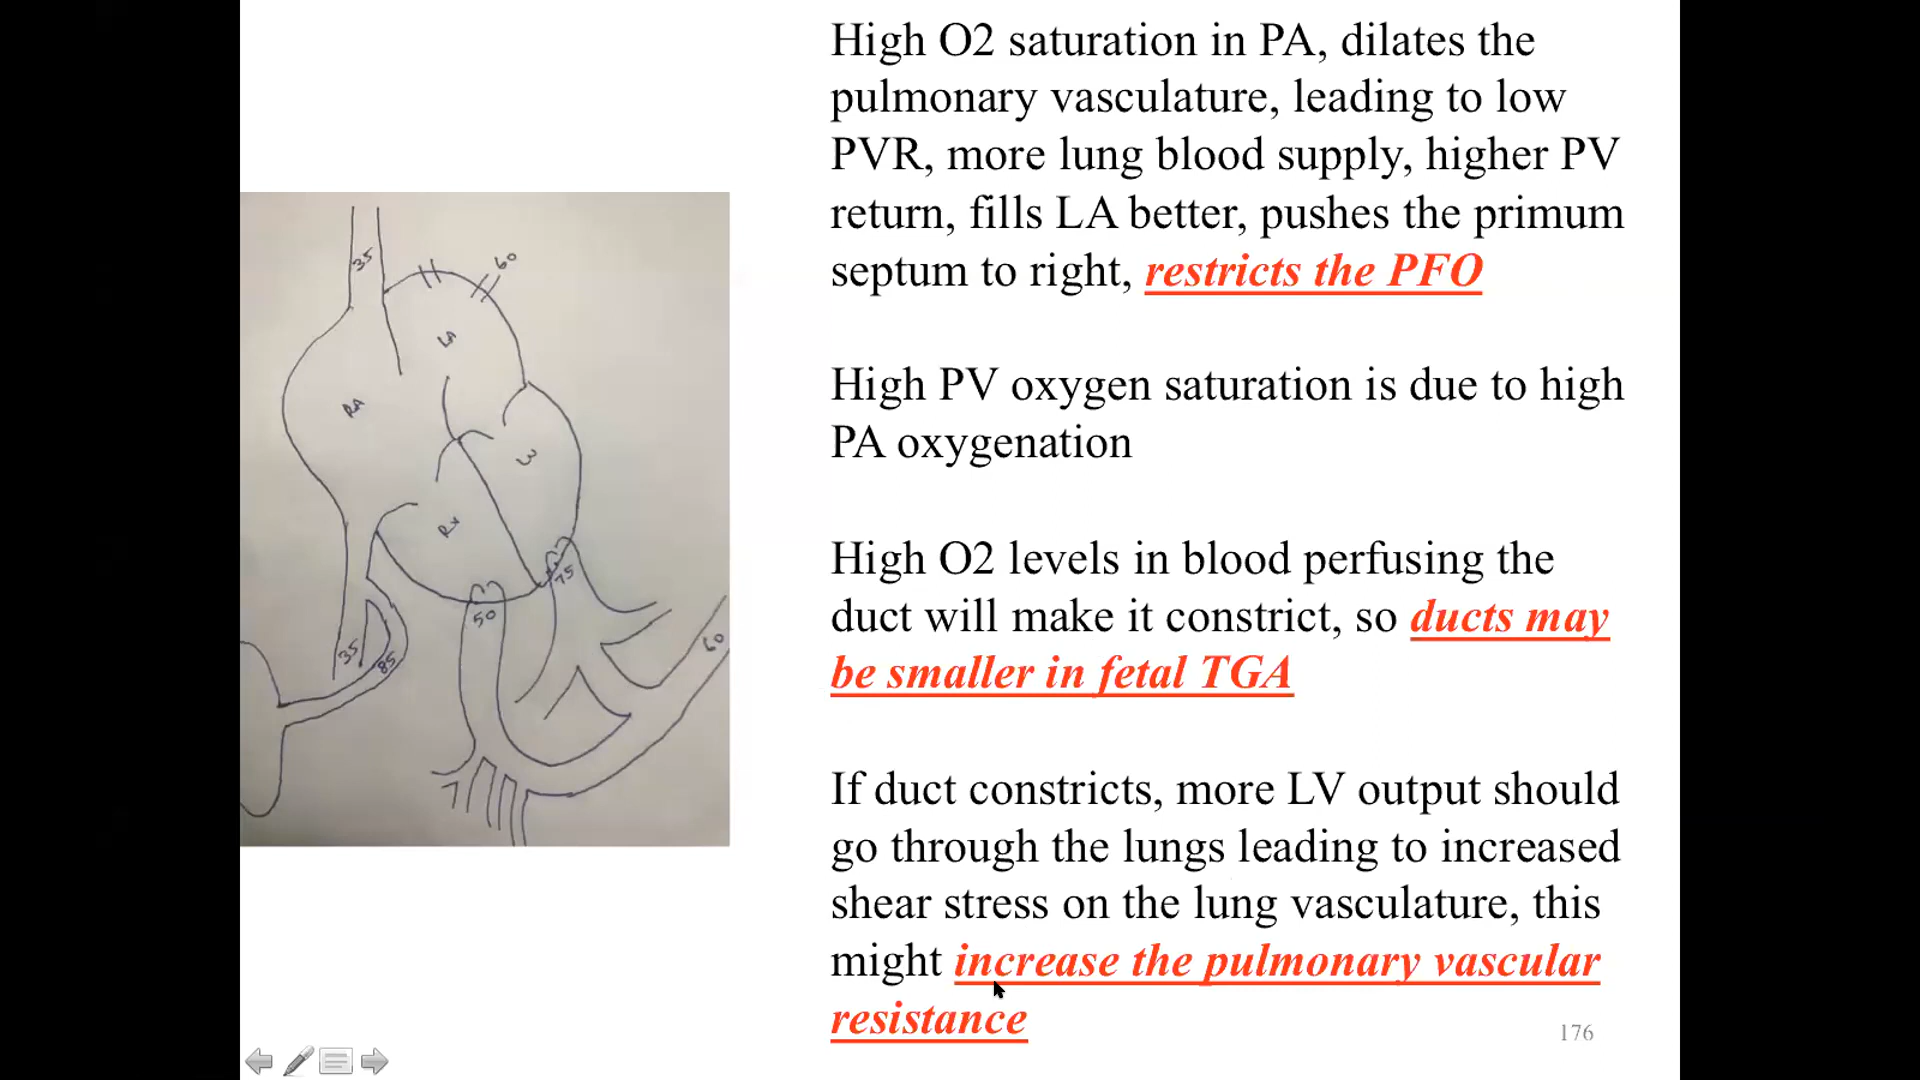 High O2 saturation in PA, dilates the
pulmonary vasculature, leading to low
PVR, more lung blood supply, higher PV
return, fills LA better, pushes the primum
septum to right, restricts the PFO
High PV oxygen saturation is due to high
PA oxygenation
High O2 levels in blood perfusing the
duct will make it constrict, so ducts may
be smaller in fetal TGA
If duct constricts, more LV output should
go through the lungs leading to increased
shear stress on the lung vasculature, this
might increase the pulmonary vascular
resistance
176
35
60
LA
RA
RV
75
50
35
85
60